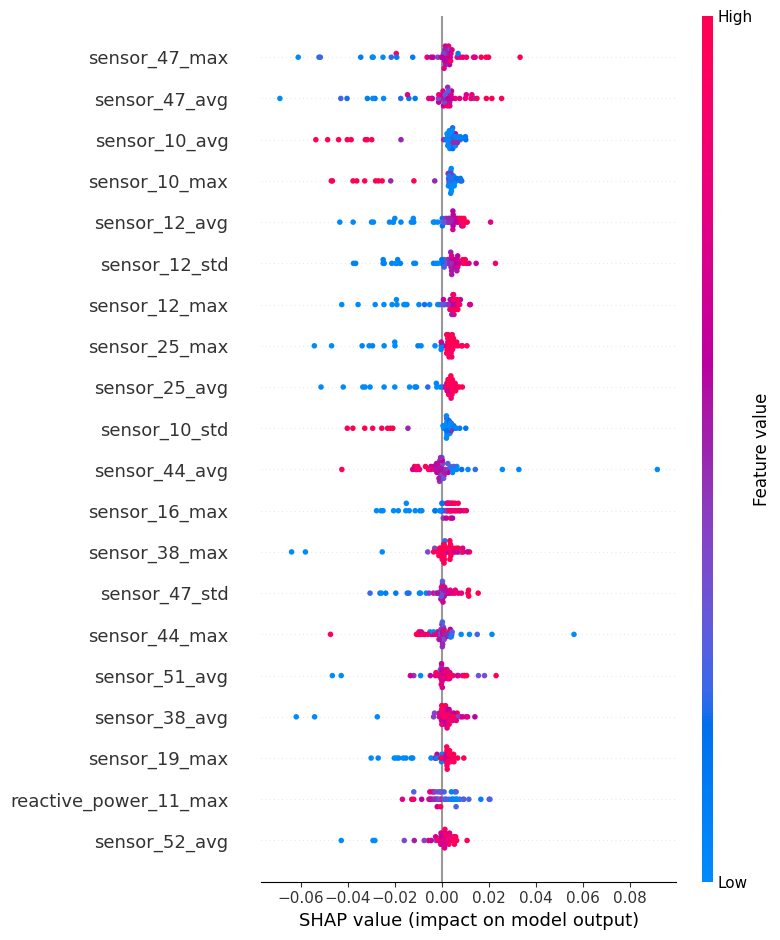 High
sensor_47_max
sensor_47_avg
sensor_10_avg
sensor_10_max
sensor_12_avg
sensor_12_std
sensor_12_max
sensor_25_max
sensor_25_avg
sensor_10_std
sensor_44_avg
sensor_16_max
sensor_38_max
sensor_47_std
sensor_44_max
sensor_51_avg
sensor_38_avg
sensor_19_max
reactive_power_11_max
sensor_52_avg
Feature value
Low
−0.06 −0.04 −0.02 0.00 0.02 0.04 0.06 0.08
SHAP value (impact on model output)